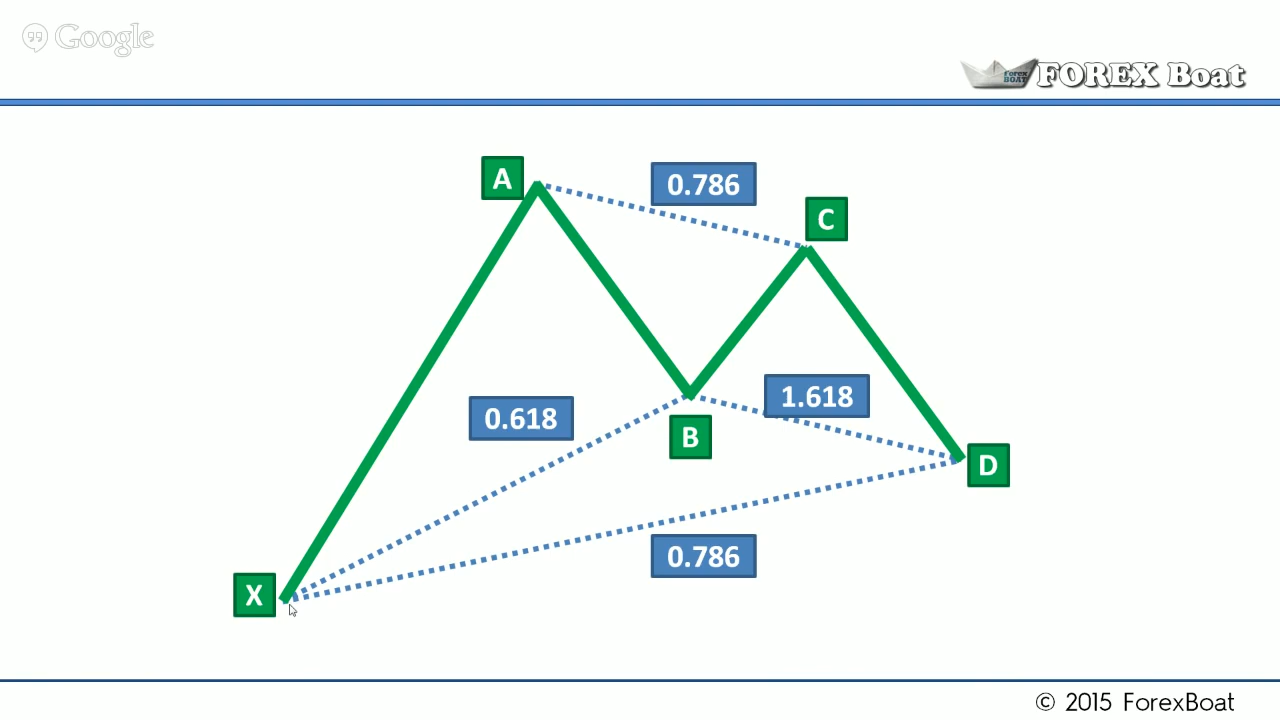 Google
forex
BOAT
FOREX Boat
A
0.786
C
0.618
1.618
B
D
0.786
X
© 2015 ForexBoat